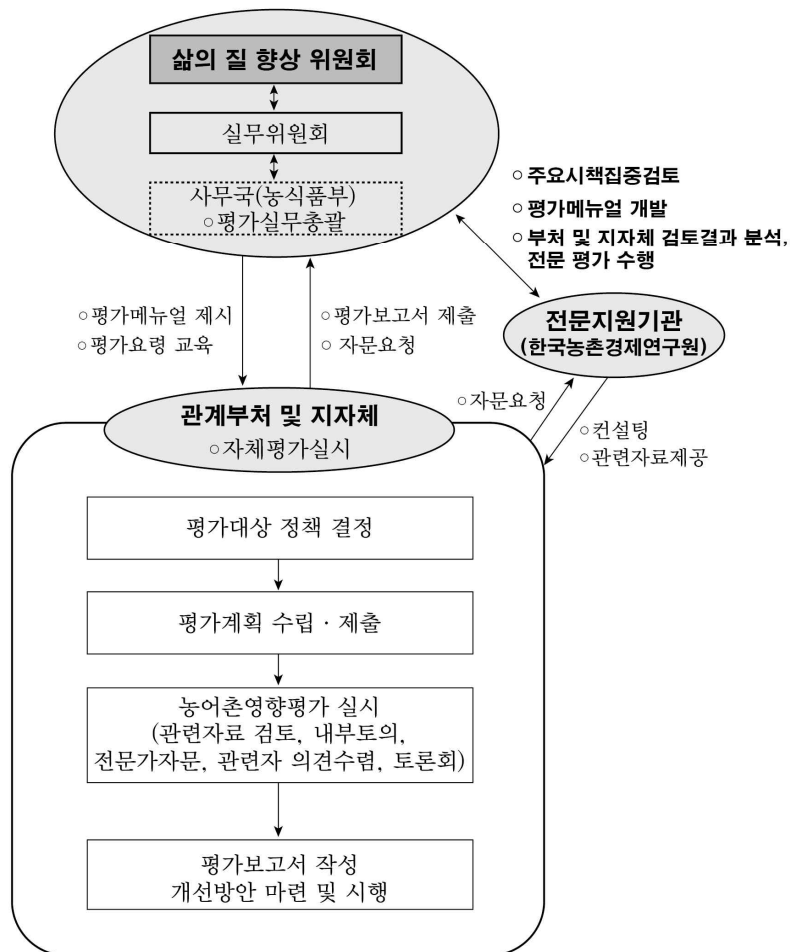 삶의 질 향상 위원회
실무위원회
사무국(농식품부)
○평가실무총괄
○ 주요시책집중검토
○ 평가메뉴얼 개발
○ 부처 및 지자체 검토결과 분석,
전문 평가 수행
○평가메뉴얼 제시
○평가요령 교육
○평가보고서 제출
○ 자문요청
전문지원기관
(한국농촌경제연구원)
○자문요청
○컨설팅
○관련자료제공
관계부처 및 지자체
○자체평가실시
평가대상 정책 결정
평가계획 수립 · 제출
농어촌영향평가 실시
(관련자료 검토, 내부토의,
전문가자문, 관련자 의견수렴, 토론회)
평가보고서 작성
개선방안 마련 및 시행